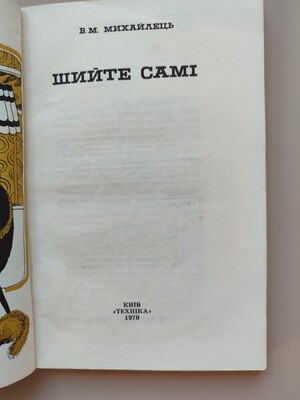 В. М. МИХАЙЛЕЦЬ
ШИЙТЕ САМІ
КИЇВ
«ТЕХНІКА»
1979